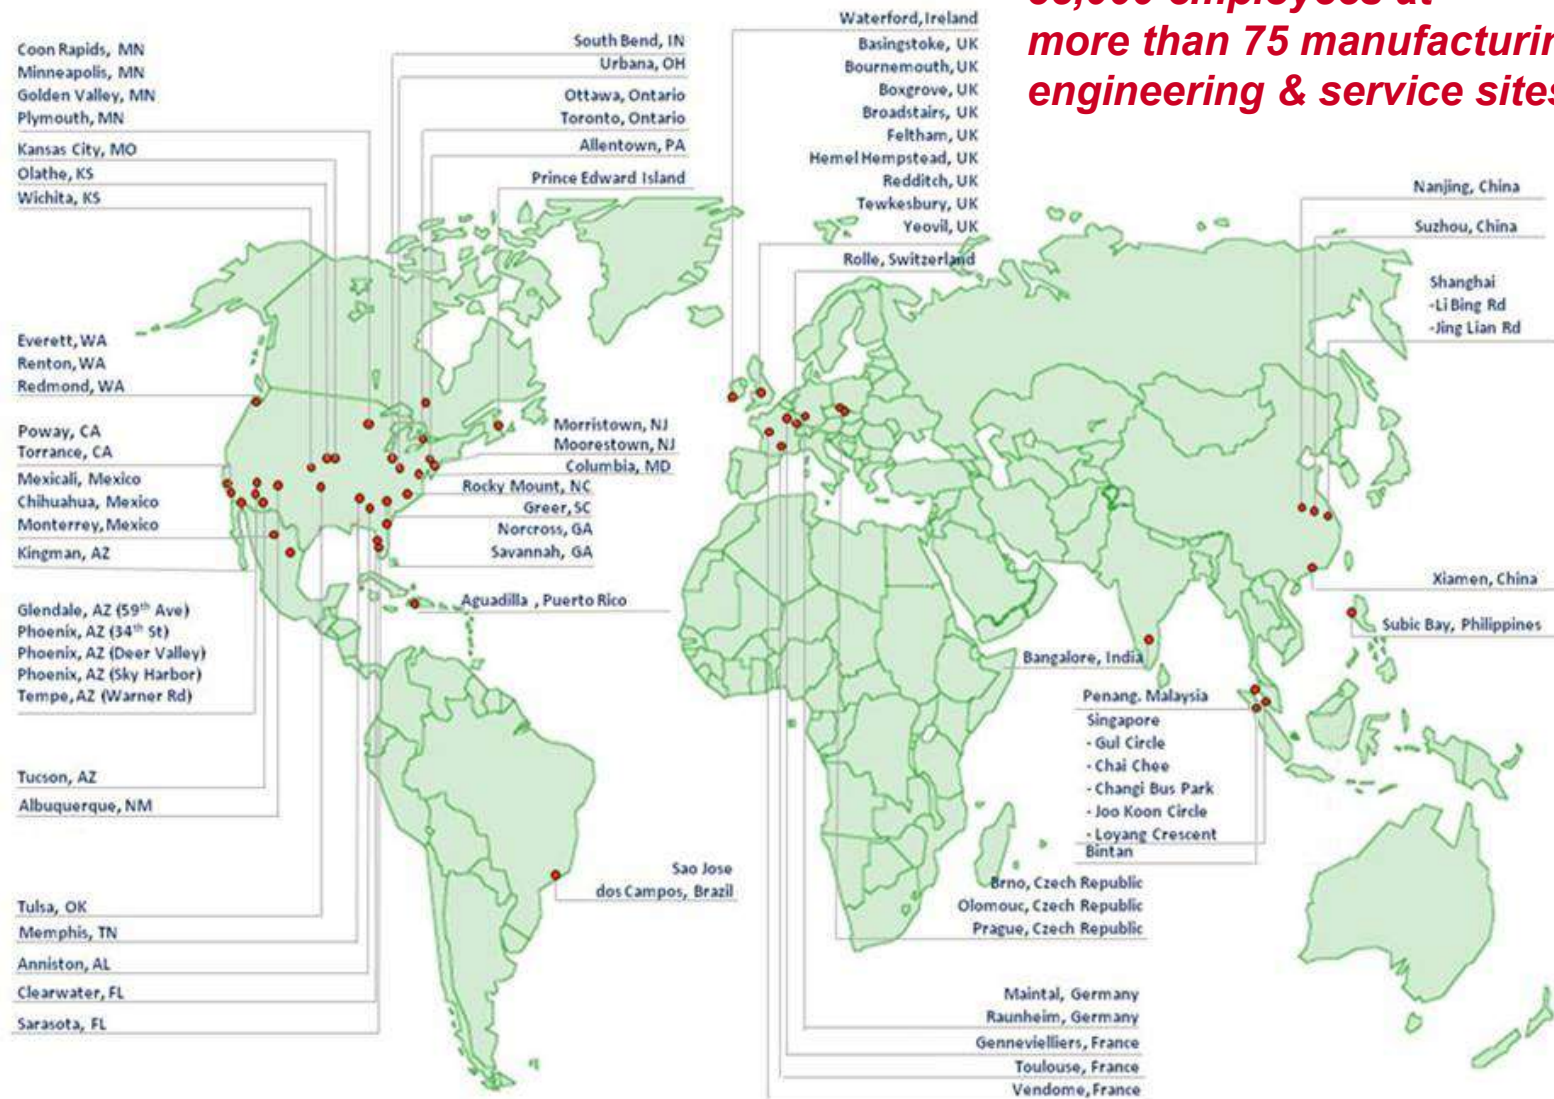 employees at
more than 75 manufacturin
engineering & service sites
Coon Rapids, MN
Minneapolis, MN
Golden Valley, MN
Plymouth, MN
Kansas City, MO
Olathe, KS
Wichita, KS
South Bend, IN
Urbana, OH
Ottawa, Ontario
Toronto, Ontario
Allentown, PA
Prince Edward Island
Waterford, Ireland
Basingstoke, UK
Bournemouth, UK
Boxgrove, UK
Broadstairs, UK
Feltham, UK
Hemel Hempstead, UK
Redditch, UK
Tewkesbury, UK
Yeovil, UK
Rolle, Switzerland
Nanjing, China
Suzhou, China
Shanghai
-Li Bing Rd
-Jing Lian Rd
Everett, WA
Renton, WA
Redmond, WA
Poway, CA
Torrance, CA
Mexicali, Mexico
Chihuahua, Mexico
Monterrey, Mexico
Kingman, AZ
Morristown, NJ
Moorestown, NJ
Columbia, MD
Rocky Mount, NC
Greer, SC
Norcross, GA
Savannah, GA
Aguadilla , Puerto Rico
Glendale, AZ (59th Ave)
Phoenix, AZ (34th St)
Phoenix, AZ (Deer Valley)
Phoenix, AZ (Sky Harbor)
Tempe, AZ (Warner Rd)
Tucson, AZ
Albuquerque, NM
Tulsa, OK
Memphis, TN
Anniston, AL
Clearwater, FL
Sarasota, FL
Sao Jose
dos Campos, Brazil
Xiamen, China
Subic Bay, Philippines
Bangalore, India
Penang. Malaysia
Singapore
- Gul Circle
- Chai Chee
- Changi Bus Park
- Joo Koon Circle
- Loyang Crescent
Bintan
Brno, Czech Republic
Olomouc, Czech Republic
Prague, Czech Republic
Maintal, Germany
Raunheim, Germany
Gennevielliers, France
Toulouse, France
Vendome, France